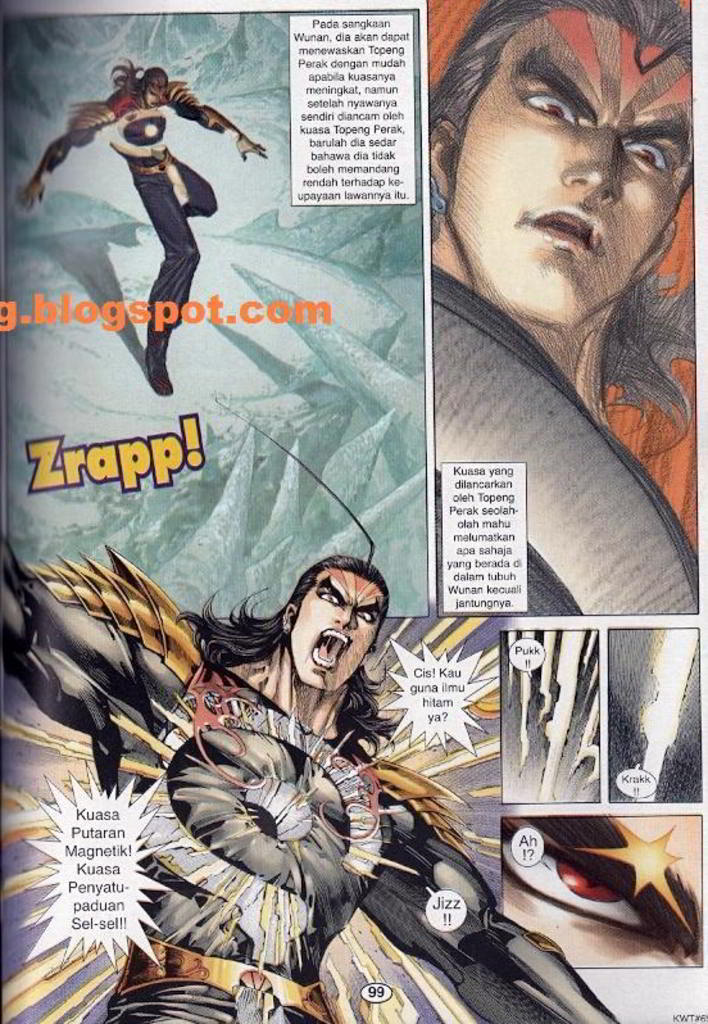 Pada sangkaan
Wunan, dia akan dapat
menewaskan Topeng
Perak dengan mudah
apabila kuasanya
meningkat, namun
setelah nyawanya
sendiri diancam oleh
kuasa Topeng Perak,
barulah dia sedar
bahawa dia tidak
boleh memandang
rendah terhadap ke-
upayaan lawannya itu.
g.blogspot.com
Zrapp!
Kuasa yang
dilancarkan
oleh Topeng
Perak seolah-
olah mahu
melumatkan
apa sahaja
yang berada di
dalam tubuh
Wunan kecuali
jantungnya.
Cis! Kau
guna ilmu
hitam
ya?
Pukk
!!
Krakk
!!
Kuasa
Putaran
Magnetik!
Kuasa
Penyatu-
paduan
Sel-sel!!
Ah
!?
Jizz
!!
99